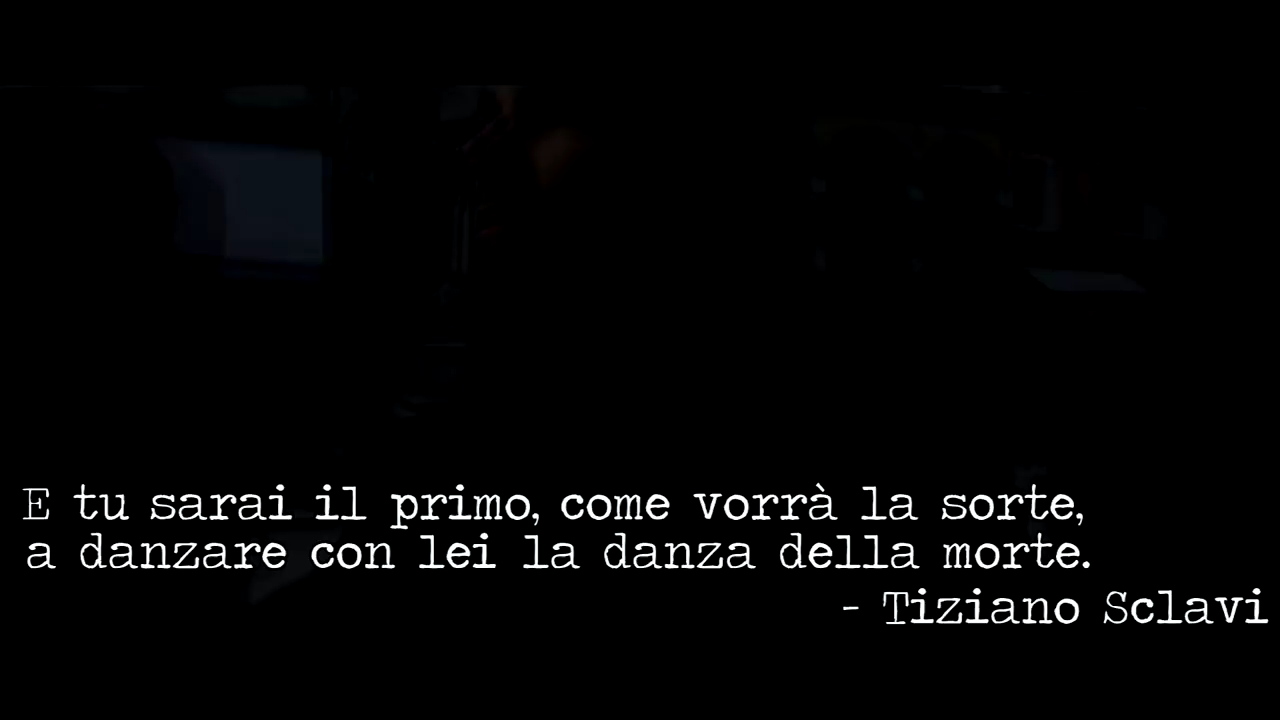 E tu sarai il primo, come vorrà la sorte,
a danzare con lei la danza della morte.
- Tiziano Sclavi